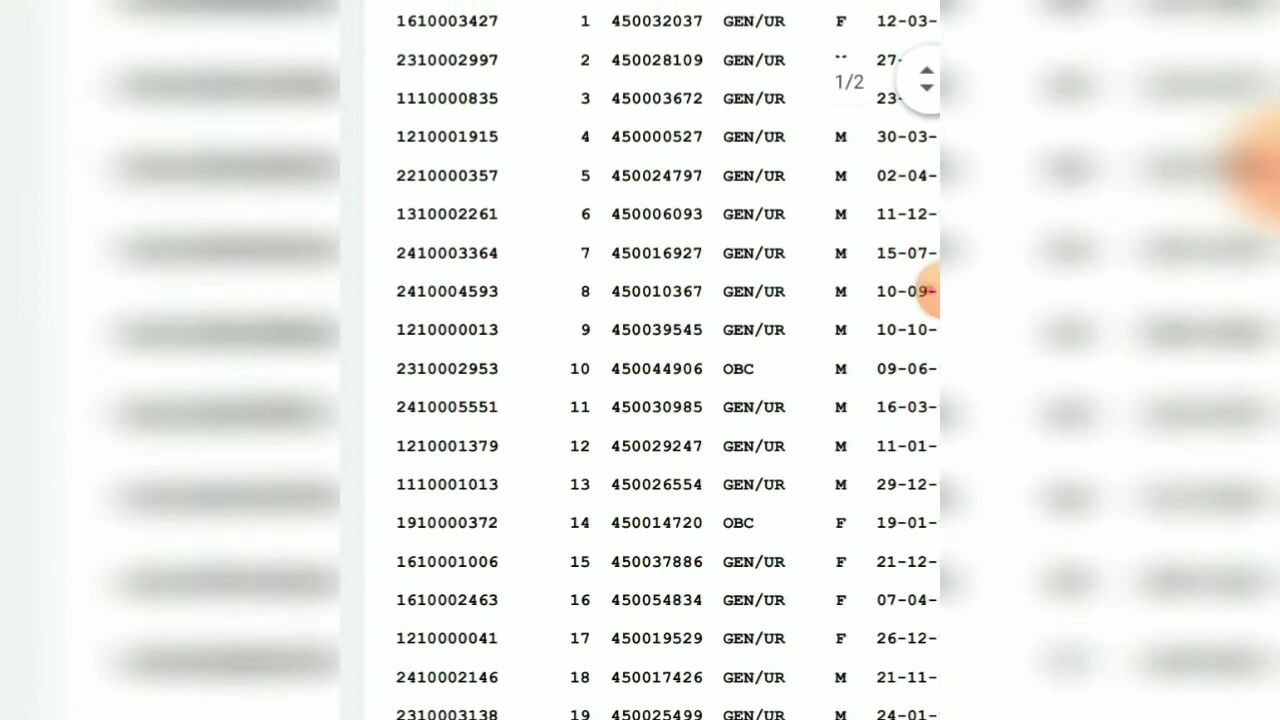 1610003427 1 450032037 GEN/UR F 12-03-
2310002997 2 450028109 GEN/UR 27-
1/2
1110000835 3 450003672 GEN/UR 23-
1210001915 4 450000527 GEN/UR M 30-03-
2210000357 5 450024797 GEN/UR M 02-04-
1310002261 6 450006093 GEN/UR M 11-12-
2410003364 7 450016927 GEN/UR M 15-07-
2410004593 8 450010367 GEN/UR M 10-09-
1210000013 9 450039545 GEN/UR M 10-10-
2310002953 10 450044906 OBC M 09-06-
2410005551 11 450030985 GEN/UR M 16-03-
1210001379 12 450029247 GEN/UR M 11-01-
1110001013 13 450026554 GEN/UR M 29-12-
1910000372 14 450014720 OBC F 19-01-
1610001006 15 450037886 GEN/UR F 21-12-
1610002463 16 450054834 GEN/UR F 07-04-
1210000041 17 450019529 GEN/UR F 26-12-
2410002146 18 450017426 GEN/UR M 21-11-
2310003138 19 450025499 GEN/UR M 24-01-